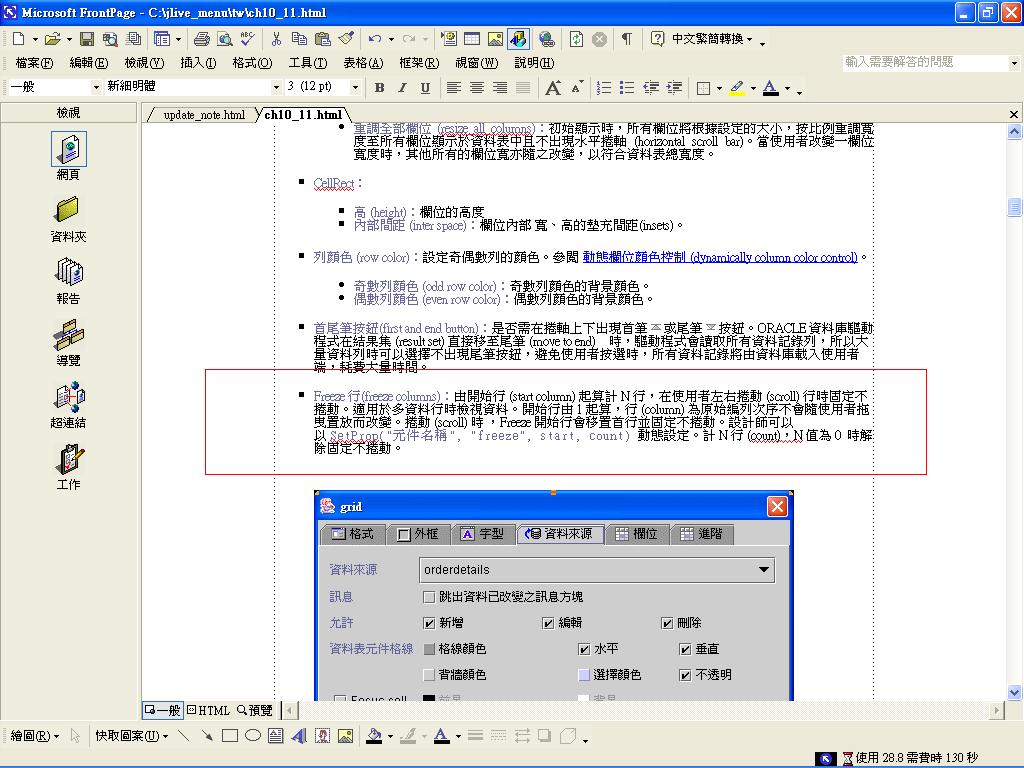 Microsoft FrontPage - C:\jlive_menu\tw\ch10_11.html
中文繁簡轉換
檔案(F) 編輯(E) 檢視(V) 插入(I) 格式(O) 工具(T) 表格(A) 框架(R) 視窗(W) 說明(H) 輸入需要解答的問題
一般 新細明體 3 (12 pt) B I U A A A
檢視 update_note.html ch10_11.html
網頁
資料夾
報告
導覽
超連結
工作
重調全部欄位 (resize all columns)：初始顯示時，所有欄位將根據設定的大小，按比例重調寬
度至所有欄位顯示於資料表中且不出現水平捲軸 (horizontal scroll bar)。當使用者改變一欄位
寬度時，其他所有的欄位寬亦隨之改變，以符合資料表總寬度。
CellRect：
高 (height)：欄位的高度
內部間距 (inter space)：欄位內部 寬、高的墊充間距(insets)。
列顏色 (row color)：設定奇偶數列的顏色。參閱 動態欄位顏色控制 (dynamically column color control)。
奇數列顏色 (odd row color)：奇數列顏色的背景顏色。
偶數列顏色 (even row color)：偶數列顏色的背景顏色。
首尾筆按鈕(first and end button)：是否需在捲軸上下出現首筆 或尾筆 按鈕。ORACLE 資料庫驅動
程式在結果集 (result set) 直接移至尾筆 (move to end) 時，驅動程式會讀取所有資料記錄列，所以大
量資料列時可以選擇不出現尾筆按鈕，避免使用者按選時，所有資料記錄將由資料庫載入使用者
端，耗費大量時間。
Freeze 行(freeze columns)：由開始行 (start column) 起算計 N 行，在使用者左右捲動 (scroll) 行時固定不
捲動。適用於多資料行時檢視資料。開始行由 1 起算，行 (column) 為原始編列次序不會隨使用者拖
曳置放而改變。捲動 (scroll) 時 ，Freeze 開始行會移置首行並固定不捲動。設計師可以
以 SetProp("元件名稱", "freeze", start, count) 動態設定。計 N 行 (count)，N 值為 0 時解
除固定不捲動。
grid
格式 外框 字型 資料來源 欄位 進階
資料來源 orderdetails
訊息 跳出資料已改變之訊息方塊
允許 新增 編輯 刪除
資料表元件格線 格線顏色 水平 垂直
背牆顏色 選擇顏色 不透明
Focus cell 前景 背景
一般 HTML 預覽
繪圖(R) 快取圖案(U)
使用 28.8 需費時 130 秒